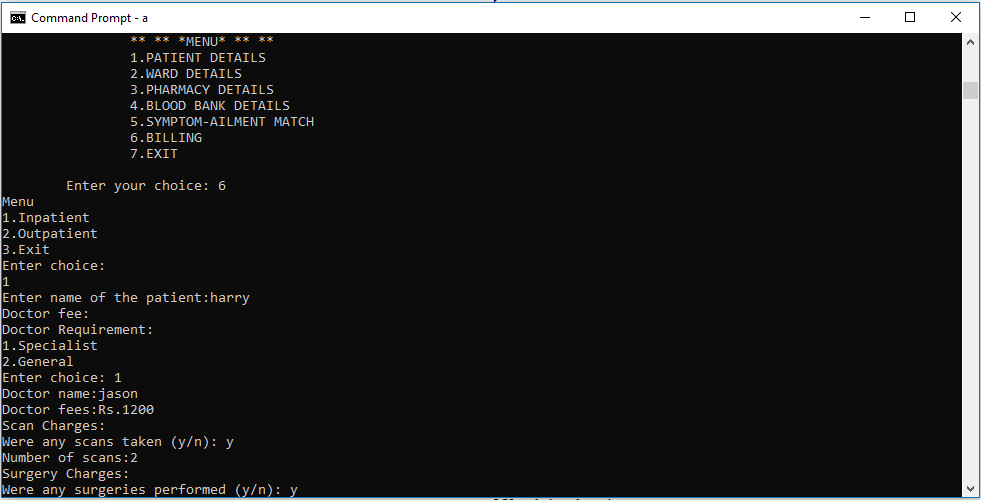 Command Prompt - a
** ** *MENU* ** **
1.PATIENT DETAILS
2.WARD DETAILS
3.PHARMACY DETAILS
4.BLOOD BANK DETAILS
5.SYMPTOM-AILMENT MATCH
6.BILLING
7.EXIT
Enter your choice: 6
Menu
1.Inpatient
2.Outpatient
3.Exit
Enter choice:
1
Enter name of the patient:harry
Doctor fee:
Doctor Requirement:
1.Specialist
2.General
Enter choice: 1
Doctor name:jason
Doctor fees:Rs.1200
Scan Charges:
Were any scans taken (y/n): y
Number of scans:2
Surgery Charges:
Were any surgeries performed (y/n): y